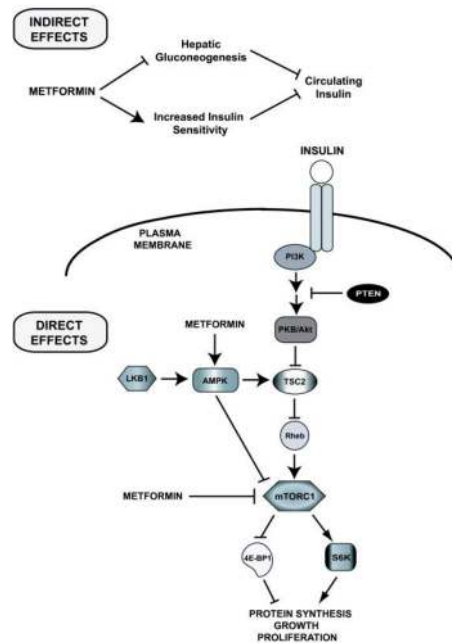 INDIRECT
EFFECTS
Hepatic
Gluconeogenesis
METFORMIN
Circulating
Insulin
Increased Insulin
Sensitivity
INSULIN
PLASMA
MEMBRANE
PI3K
PTEN
DIRECT
EFFECTS
METFORMIN
PKB/Akt
LKB1
AMPK
TSC2
Rheb
METFORMIN
mTORC1
4E-BP1
S6K
PROTEIN SYNTHESIS
GROWTH
PROLIFERATION